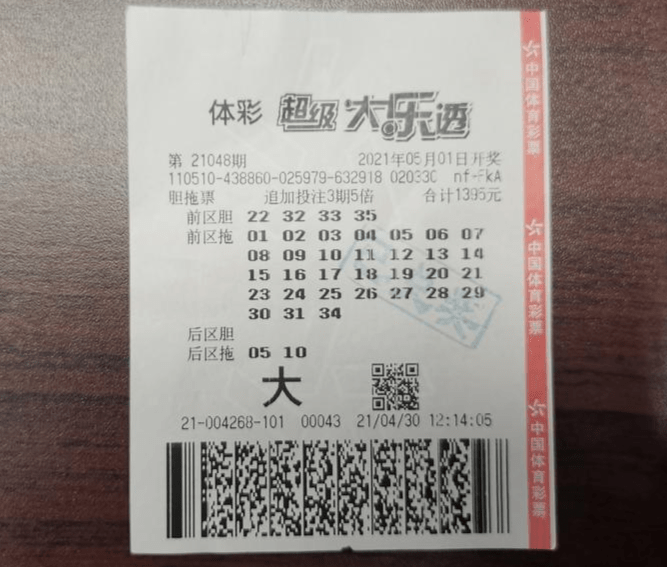 体彩 超级大乐透
第 21048期 2021年05月01日开奖
110510-438860-025979-632918 020330
胆拖票 追加投注3期5倍 合计1395元
前区胆 22 32 33 35
前区拖 01 02 03 04 05 06 07
08 09 10 11 12 13 14
15 16 17 18 19 20 21
23 24 25 26 27 28 29
30 31 34
后区胆
后区拖 05 10
大
21-004268-101 00043 21/04/30 12:14:05
中国体育彩票
中国体育彩票
中国体育彩票